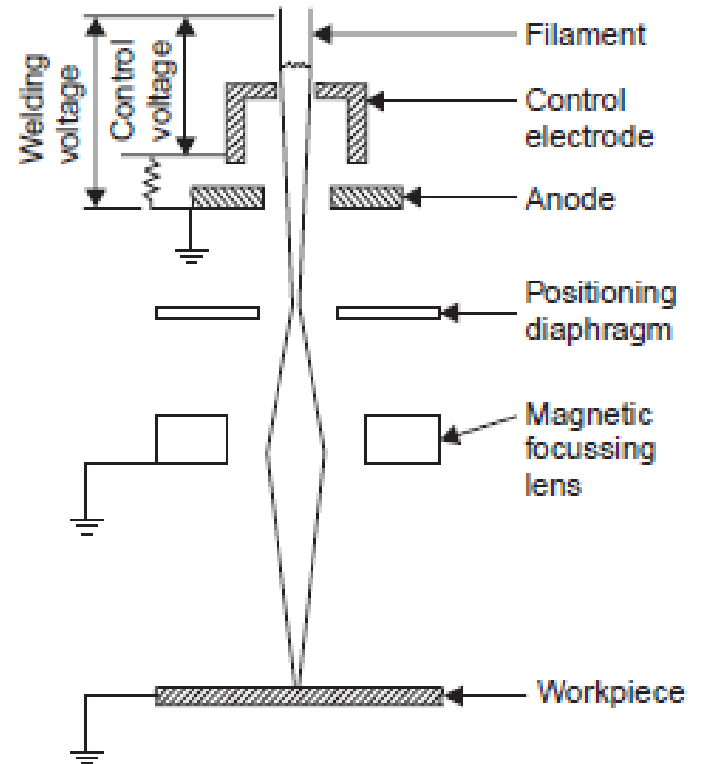 Welding
voltage
Control
voltage
Filament
Control
electrode
Anode
Positioning
diaphragm
Magnetic
focussing
lens
Workpiece